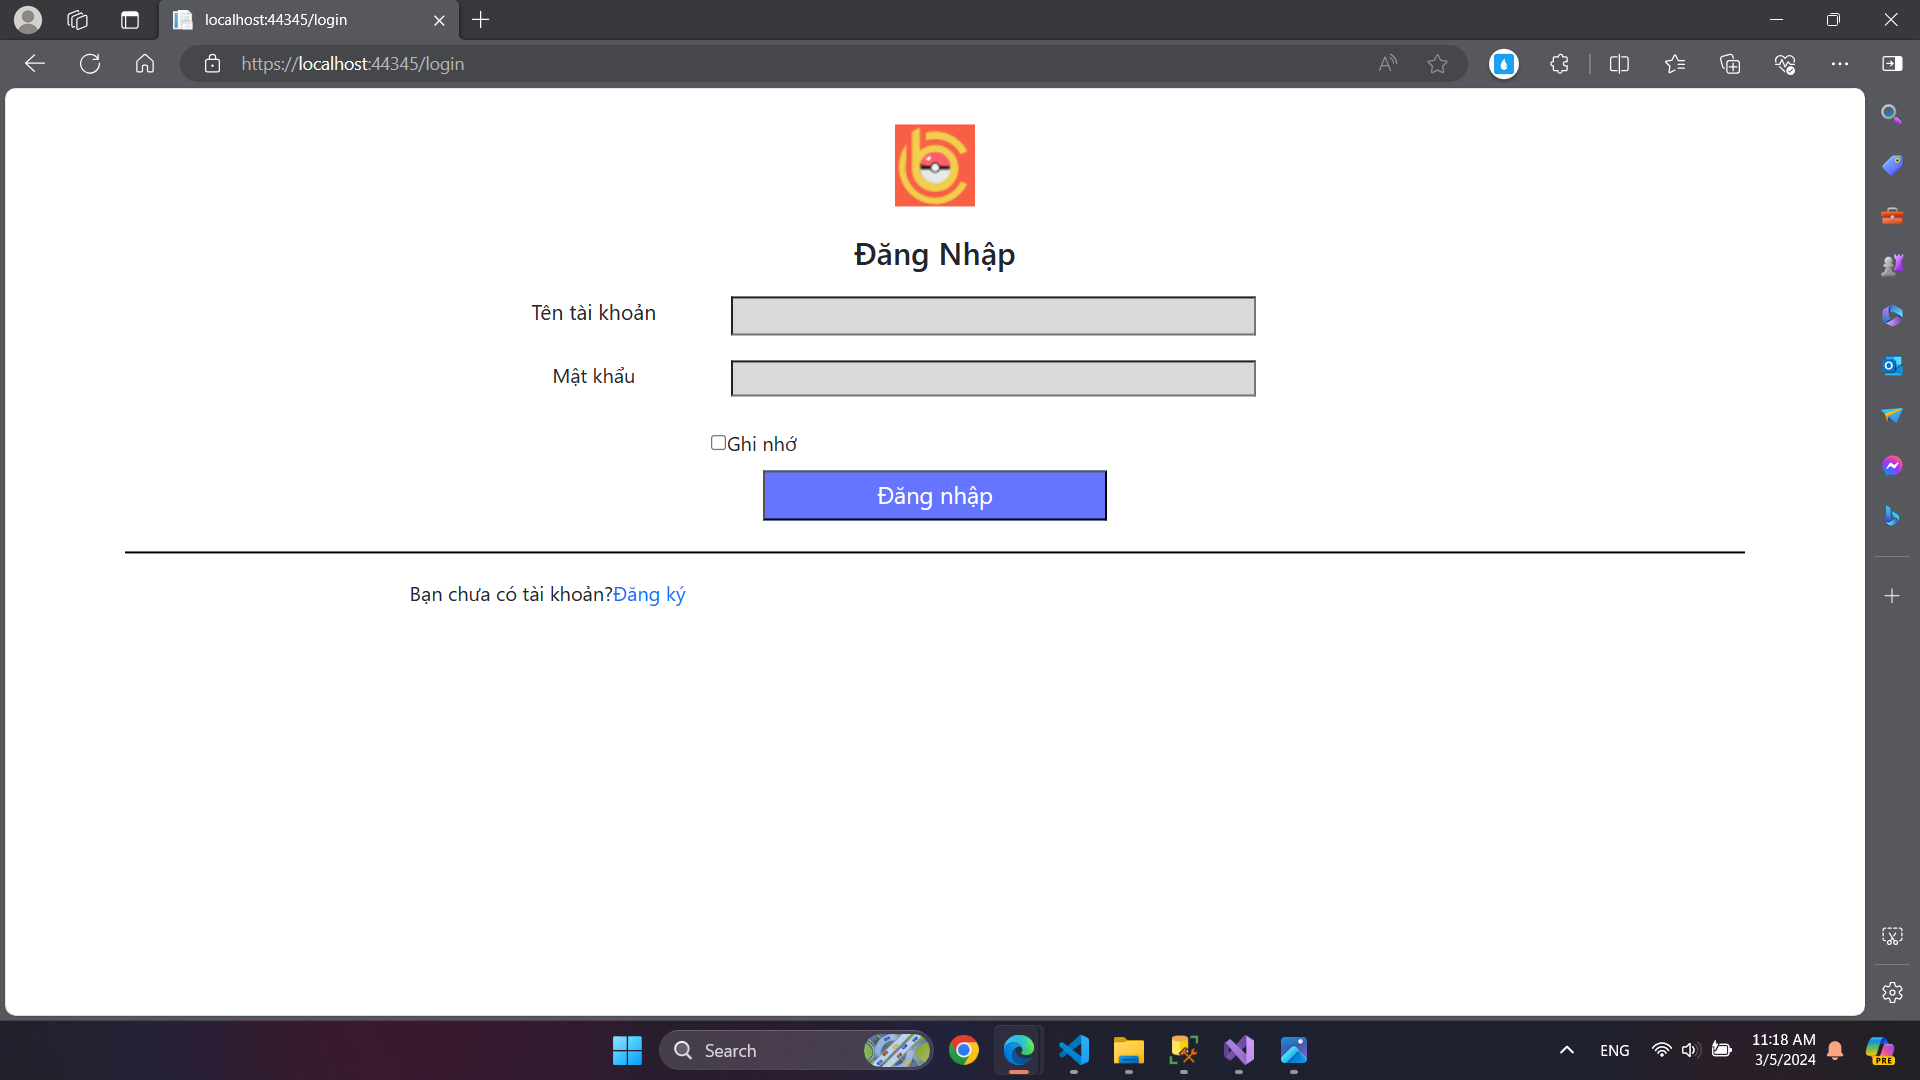 localhost:44345/login
https://localhost:44345/login
Đăng Nhập
Tên tài khoản
Mật khẩu
Ghi nhớ
Đăng nhập
Bạn chưa có tài khoản?Đăng ký
Search
ENG
11:18 AM
3/5/2024
PRE